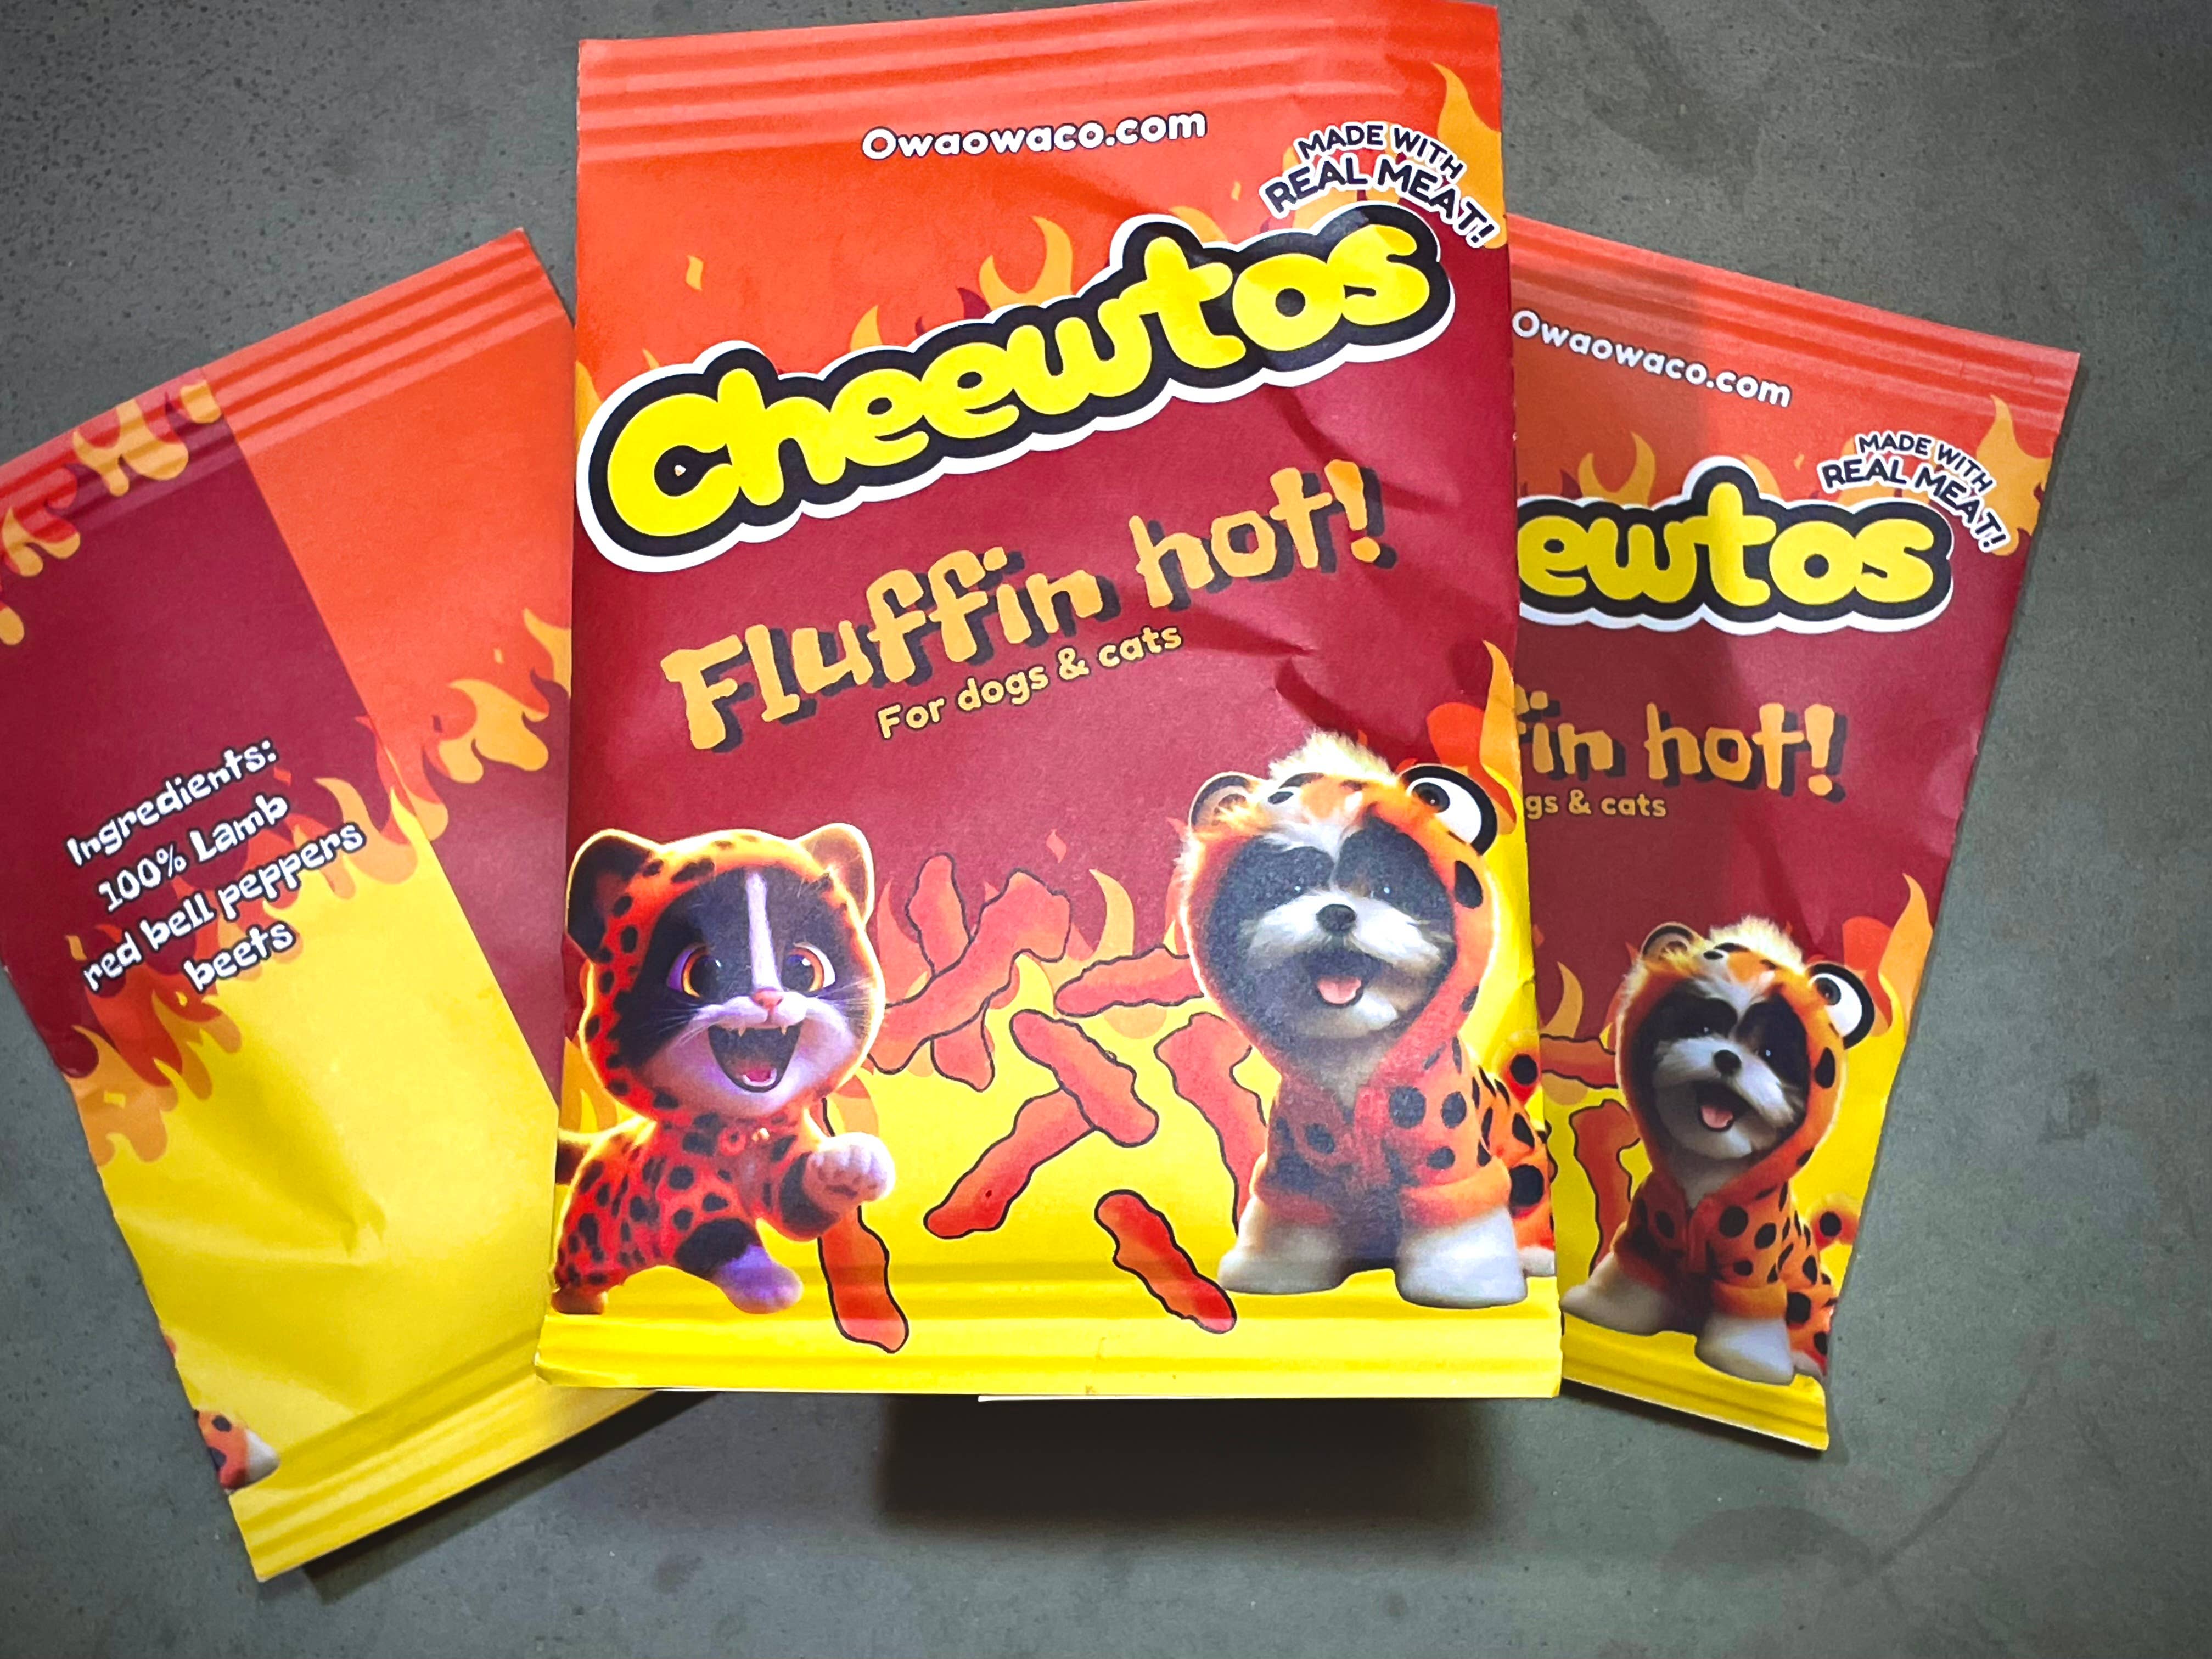 Ingredients:
100% Lamb
red bell peppers
beets
Owaowaco.com
MADE WITH
REAL MEAT!
Cheewtos
Fluffin hot!
For dogs & cats
Owaowaco.com
MADE WITH
REAL MEAT!
ewtos
fin hot!
gs & cats